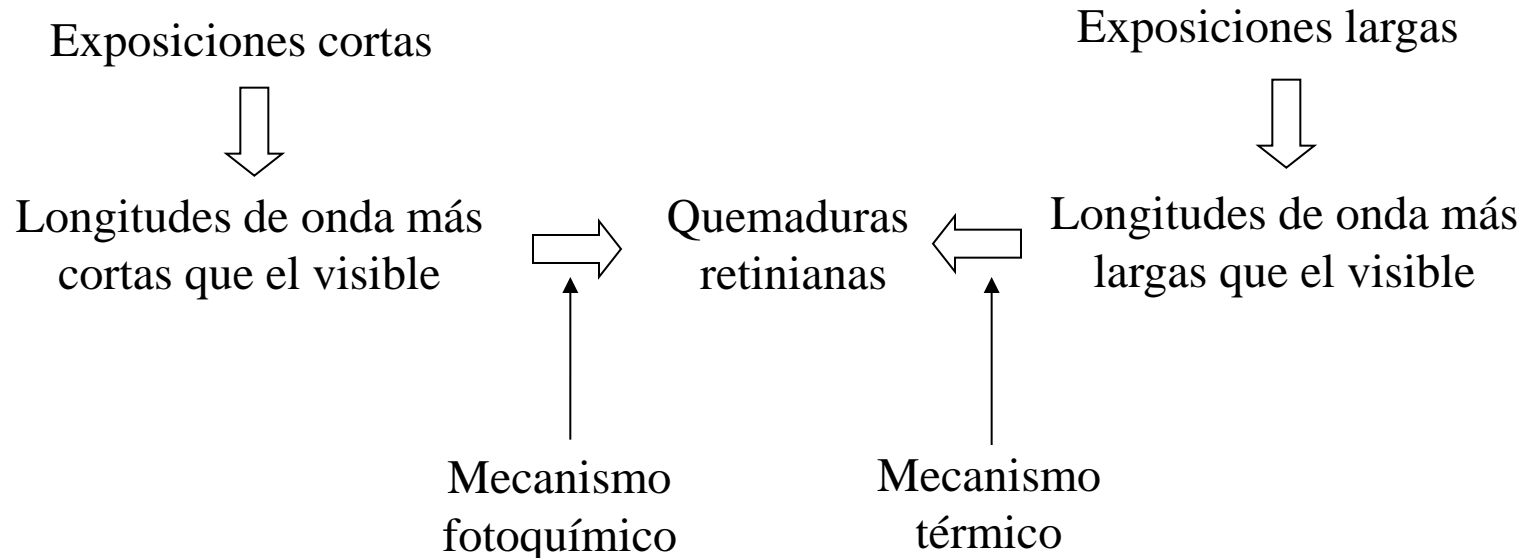 Exposiciones cortas
Exposiciones largas
Longitudes de onda más
cortas que el visible
Quemaduras
retinianas
Longitudes de onda más
largas que el visible
Mecanismo
fotoquímico
Mecanismo
térmico